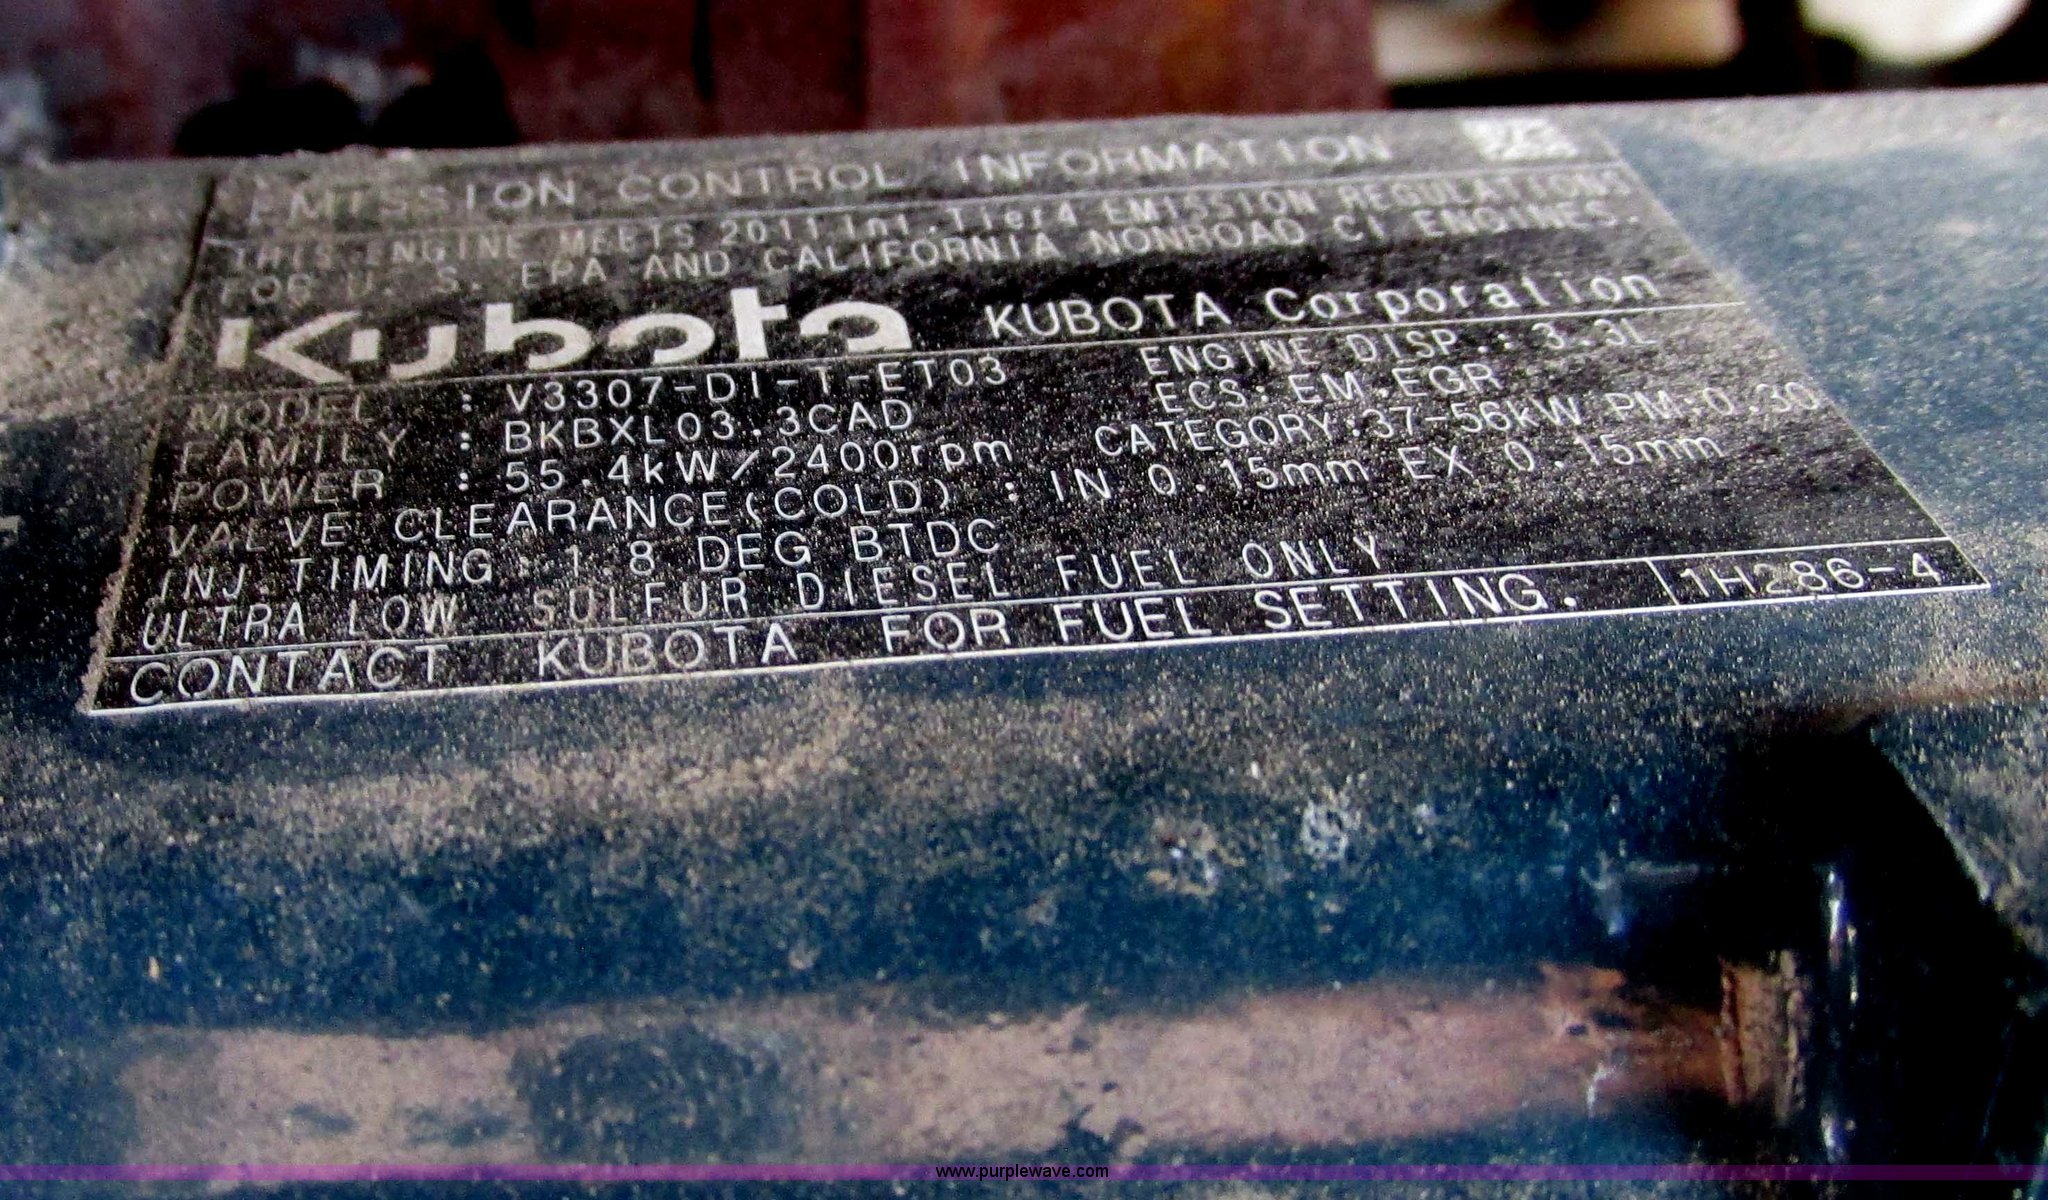 EMISSION CONTROL INFORMATION
THIS ENGINE MEETS 2011 Int. Tier4 EMISSION REGULATIONS
FOR U. S. EPA AND CALIFORNIA NONROAD CI ENGINES.
Kubota KUBOTA Corporation
MODEL : V3307-DI-T-ET03 ENGINE DISP.: 3.3L
FAMILY : BKBXL03.3CAD ECS: EM,EGR
POWER : 55.4kW/2400rpm CATEGORY:37-56kW PM:0.30
VALVE CLEARANCE(COLD) : IN 0.15mm EX 0.15mm
INJ.TIMING: 1.8 DEG BTDC
ULTRA LOW SULFUR DIESEL FUEL ONLY
CONTACT KUBOTA FOR FUEL SETTING. 1H286-4
www.purplewave.com